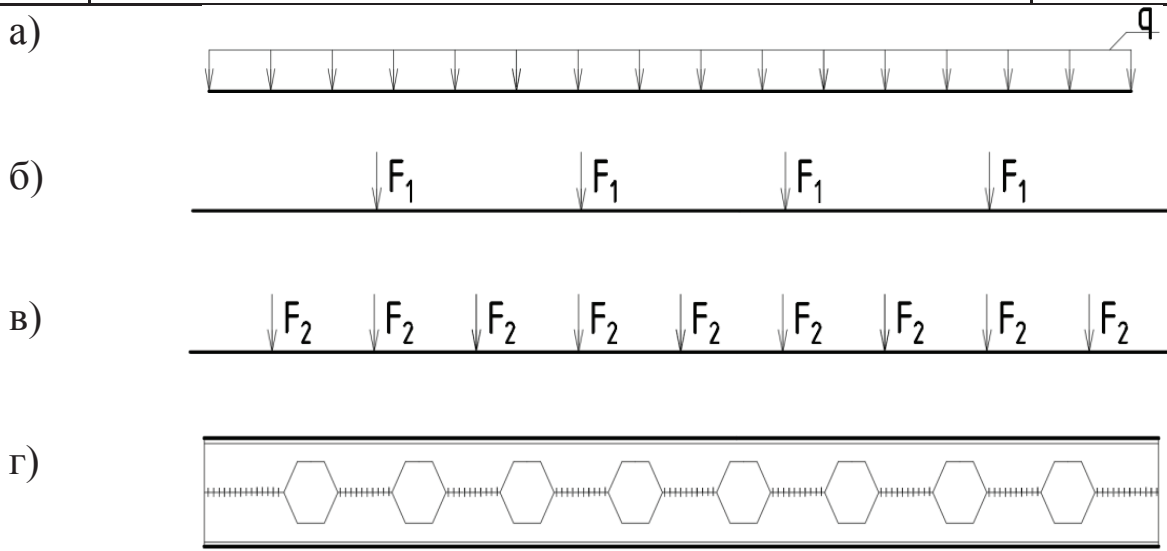 а)
q
б)
F₁ F₁ F₁ F₁
в)
F₂ F₂ F₂ F₂ F₂ F₂ F₂ F₂ F₂
г)